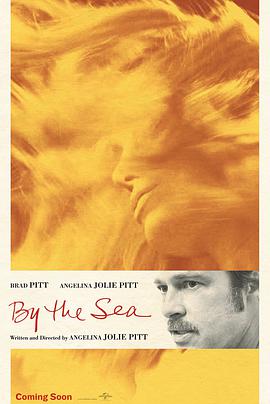 BRAD PITT ANGELINA JOLIE PITT
By the Sea
Written and Directed by ANGELINA JOLIE PITT
Coming Soon